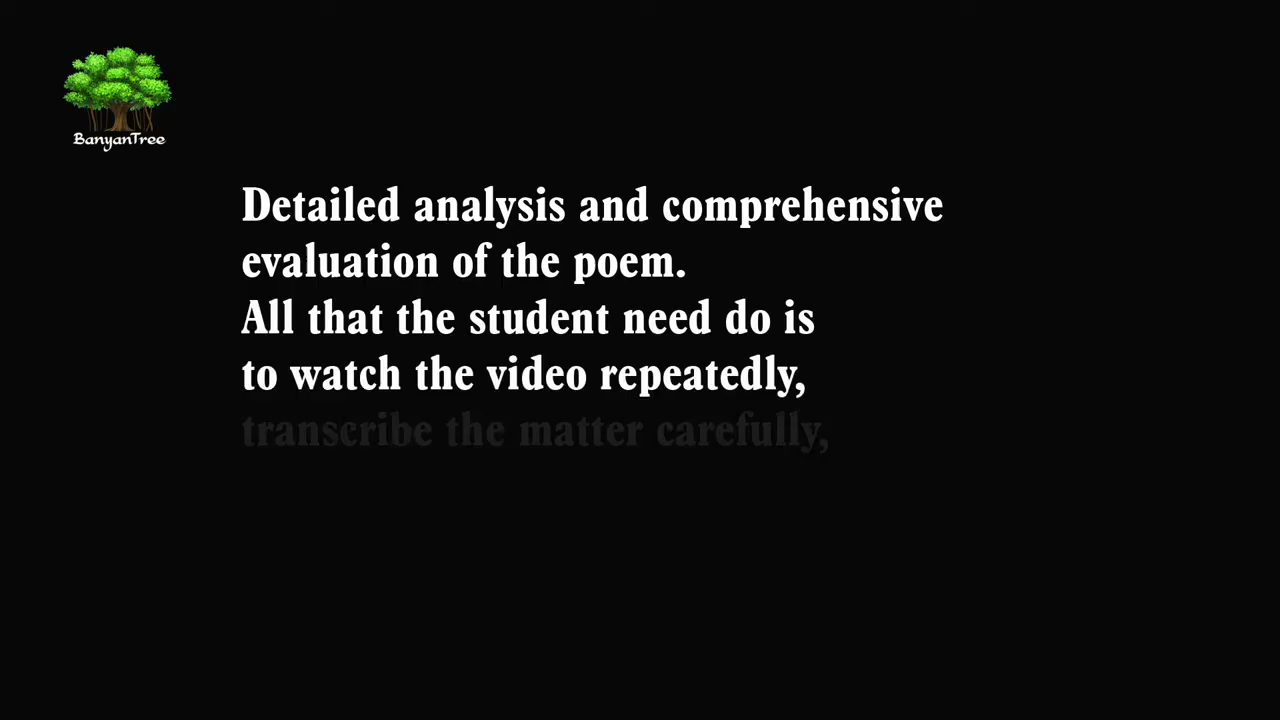 BanyanTree
Detailed analysis and comprehensive
evaluation of the poem.
All that the student need do is
to watch the video repeatedly,
transcribe the matter carefully,